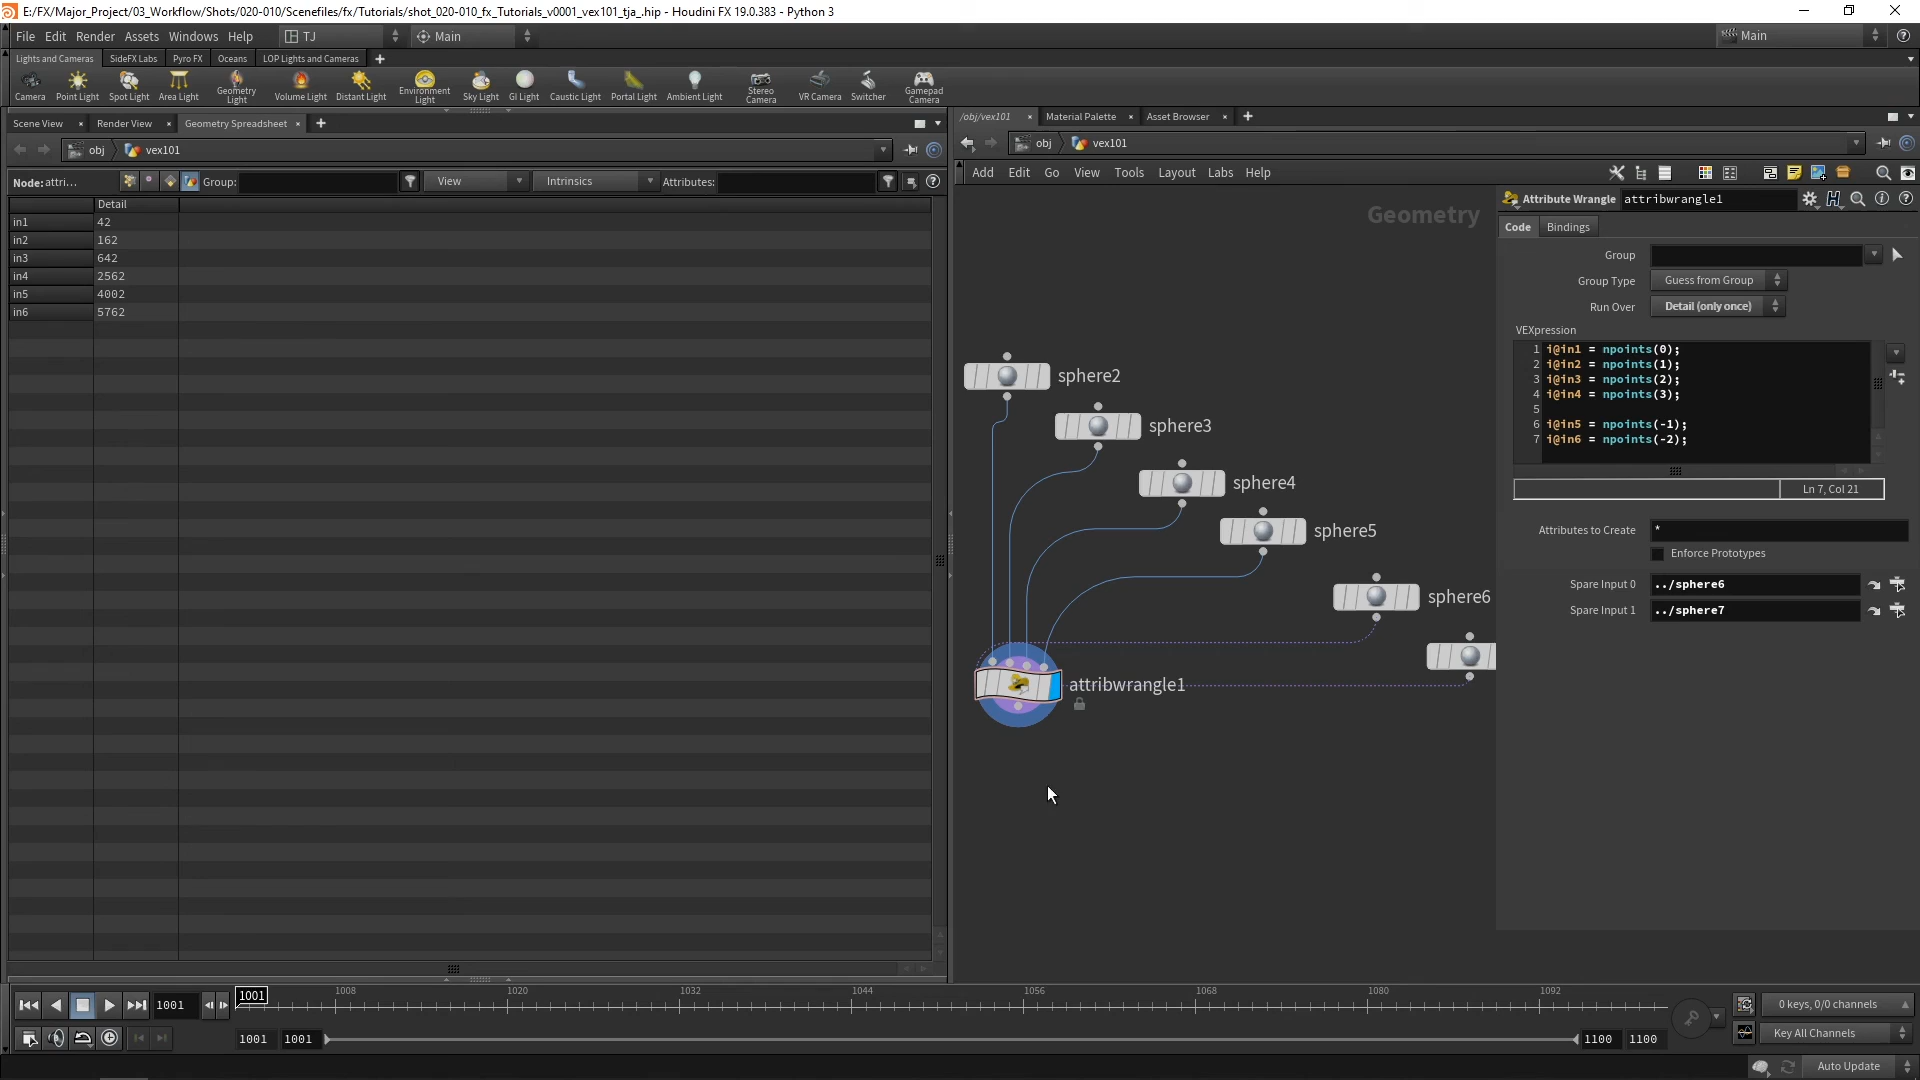 E:/FX/Major_Project/03_Workflow/Shots/020-010/Scenefiles/fx/Tutorials/shot_020-010_fx_Tutorials_v0001_vex101_tja_.hip - Houdini FX 19.0.383 - Python 3
File Edit Render Assets Windows Help TJ Main Main
Lights and Cameras SideFX Labs Pyro FX Oceans LOP Lights and Cameras
Camera Point Light Spot Light Area Light Geometry Light Volume Light Distant Light Environment Light Sky Light GI Light Caustic Light Portal Light Ambient Light Stereo Camera VR Camera Switcher Gamepad Camera
Scene View Render View Geometry Spreadsheet
obj vex101
Node: attri... Group: View Intrinsics Attributes:
Detail
in1 42
in2 162
in3 642
in4 2562
in5 4002
in6 5762
/obj/vex101 Material Palette Asset Browser
obj vex101
Add Edit Go View Tools Layout Labs Help
Geometry
sphere2
sphere3
sphere4
sphere5
sphere6
attribwrangle1
Attribute Wrangle attribwrangle1
Code Bindings
Group
Group Type Guess from Group
Run Over Detail (only once)
VEXpression
1 i@in1 = npoints(0);
2 i@in2 = npoints(1);
3 i@in3 = npoints(2);
4 i@in4 = npoints(3);
5
6 i@in5 = npoints(-1);
7 i@in6 = npoints(-2);
Ln 7, Col 21
Attributes to Create *
Enforce Prototypes
Spare Input 0 ../sphere6
Spare Input 1 ../sphere7
1001 1001 1008 1020 1032 1044 1056 1068 1080 1092
0 keys, 0/0 channels
1001 1001 1100 1100
Key All Channels
Auto Update